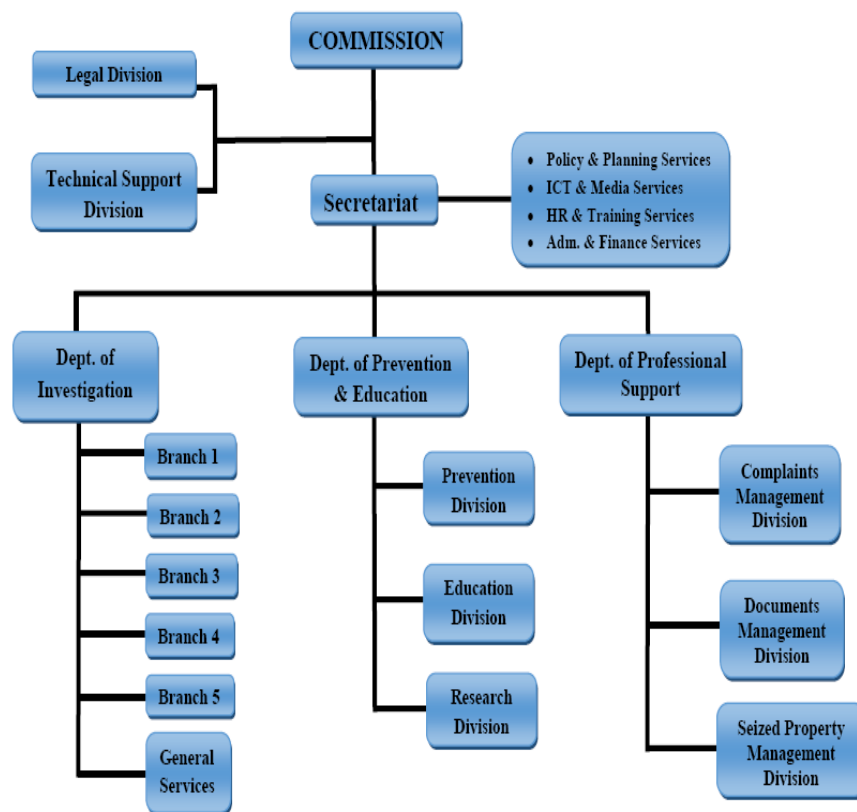 COMMISSION
Legal Division
Technical Support
Division
Secretariat
• Policy & Planning Services
• ICT & Media Services
• HR & Training Services
• Adm. & Finance Services
Dept. of
Investigation
Branch 1
Branch 2
Branch 3
Branch 4
Branch 5
General
Services
Dept. of Prevention
& Education
Prevention
Division
Education
Division
Research
Division
Dept. of Professional
Support
Complaints
Management
Division
Documents
Management
Division
Seized Property
Management
Division